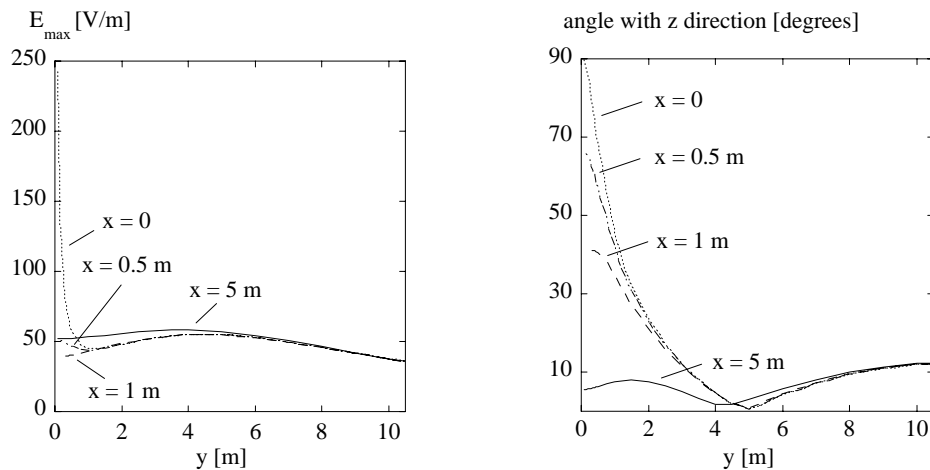 E_max [V/m]
250
200
150
100
50
0
x = 0
x = 0.5 m
x = 5 m
x = 1 m
0 2 4 6 8 10
y [m]
angle with z direction [degrees]
90
70
50
30
10
x = 0
x = 0.5 m
x = 1 m
x = 5 m
0 2 4 6 8 10
y [m]